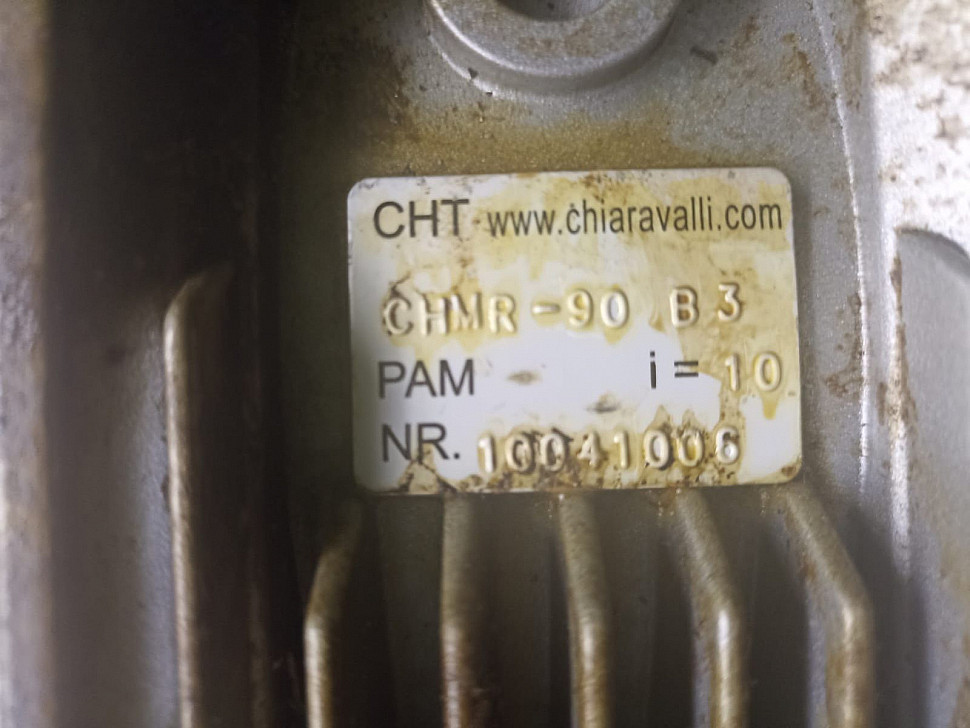 CHT www.chiaravalli.com
CHMR-90 B3
PAM i = 10
NR. 10041006